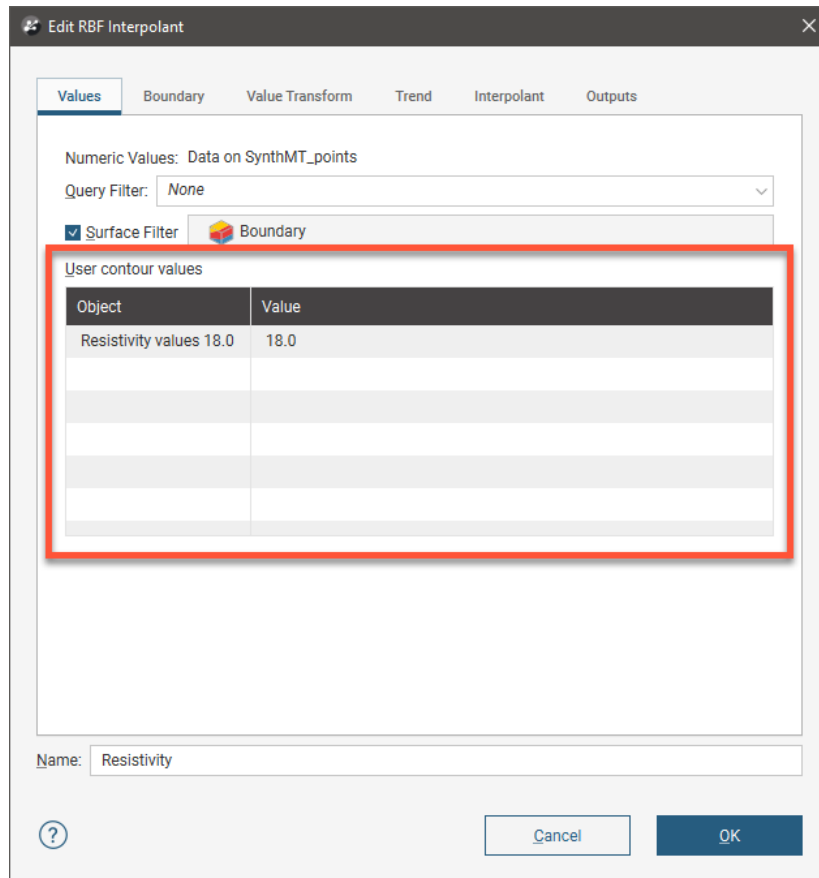 Edit RBF Interpolant
Values Boundary Value Transform Trend Interpolant Outputs
Numeric Values: Data on SynthMT_points
Query Filter: None
Surface Filter Boundary
User contour values
Object Value
Resistivity values 18.0 18.0
Name: Resistivity
? Cancel OK